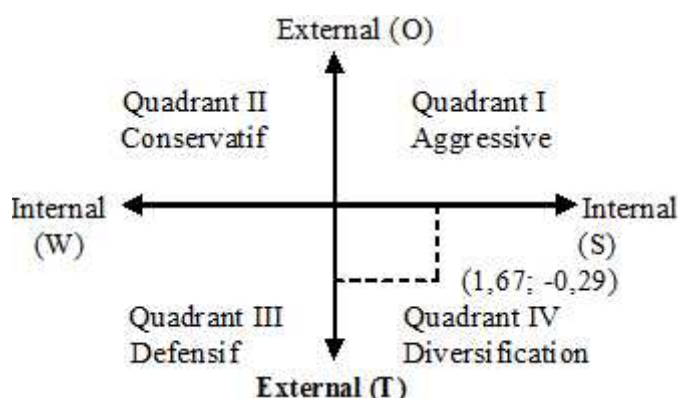 External (O)
Quadrant II
Conservatif
Quadrant I
Aggressive
Internal
(W)
Internal
(S)
(1,67; -0,29)
Quadrant III
Defensif
Quadrant IV
Diversification
External (T)